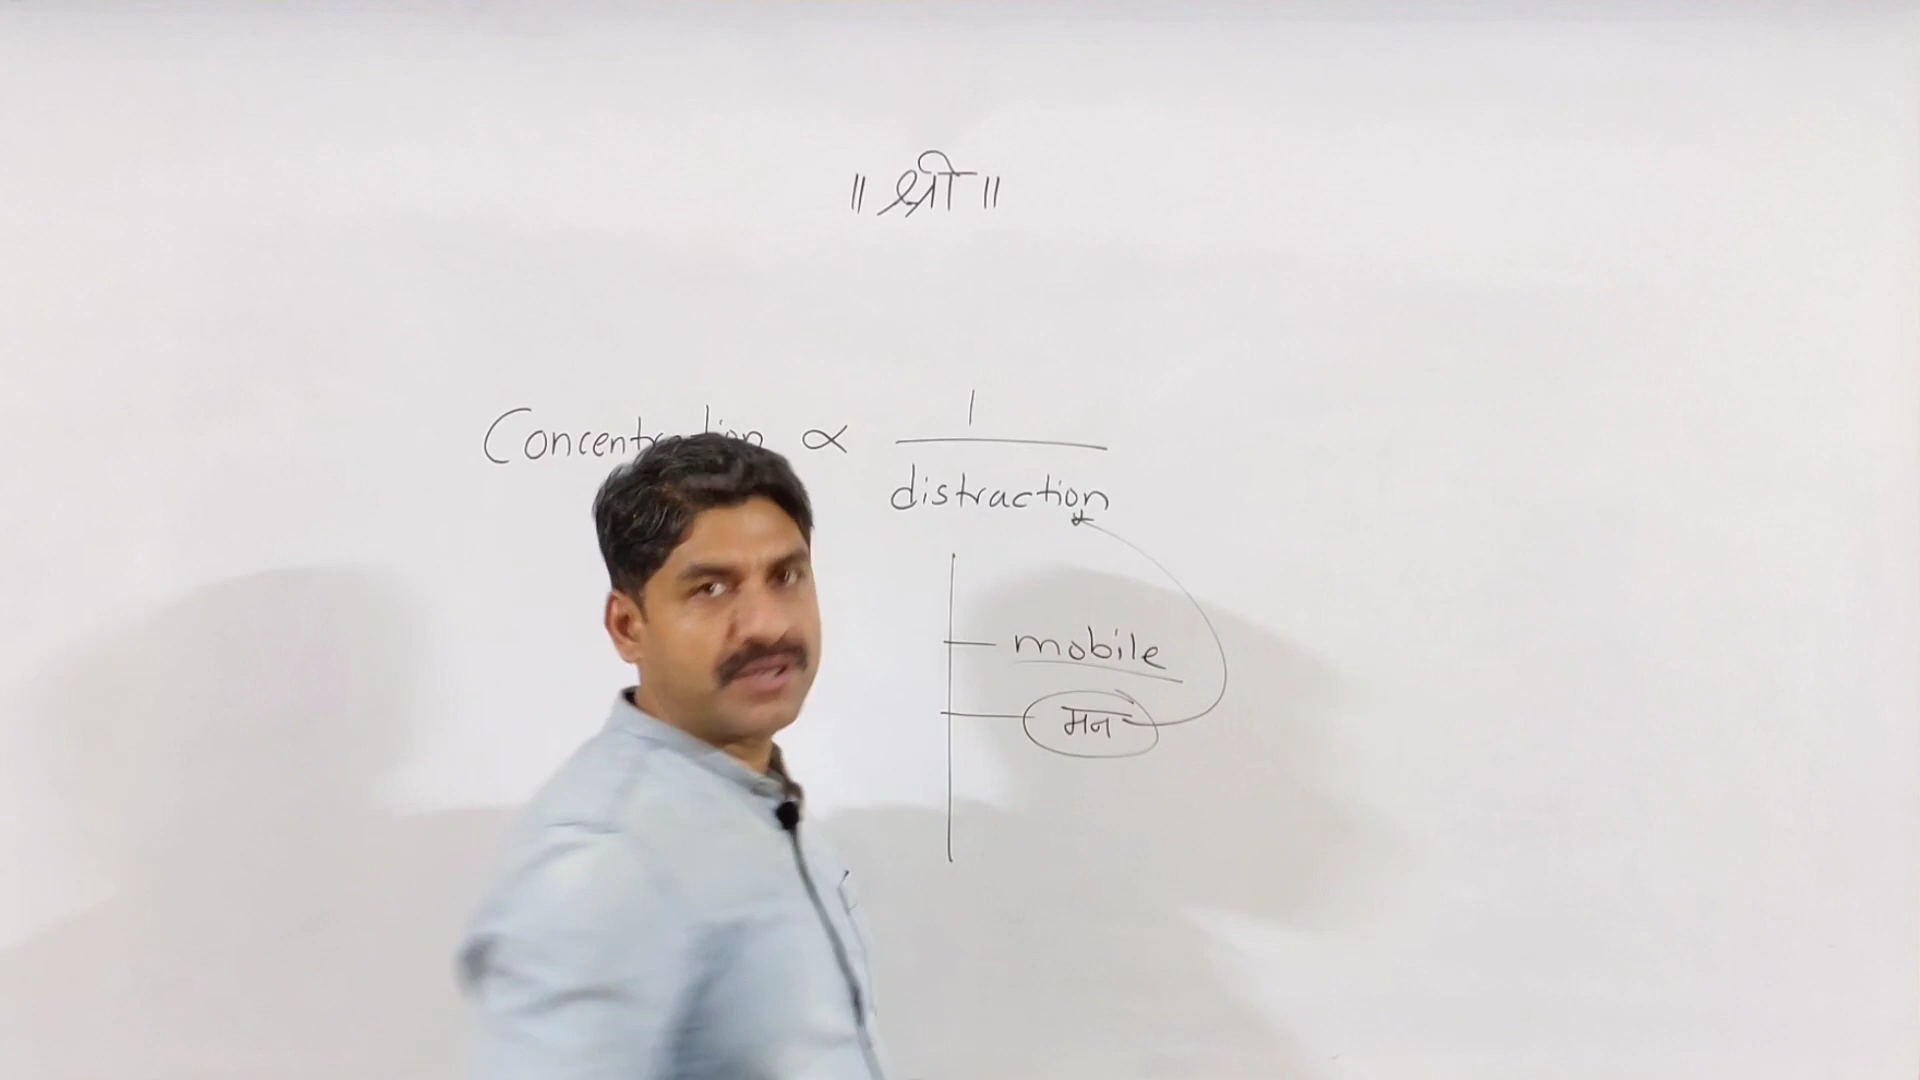 ॥ श्री ॥
Concentration ∝ 1
distraction
mobile
मन